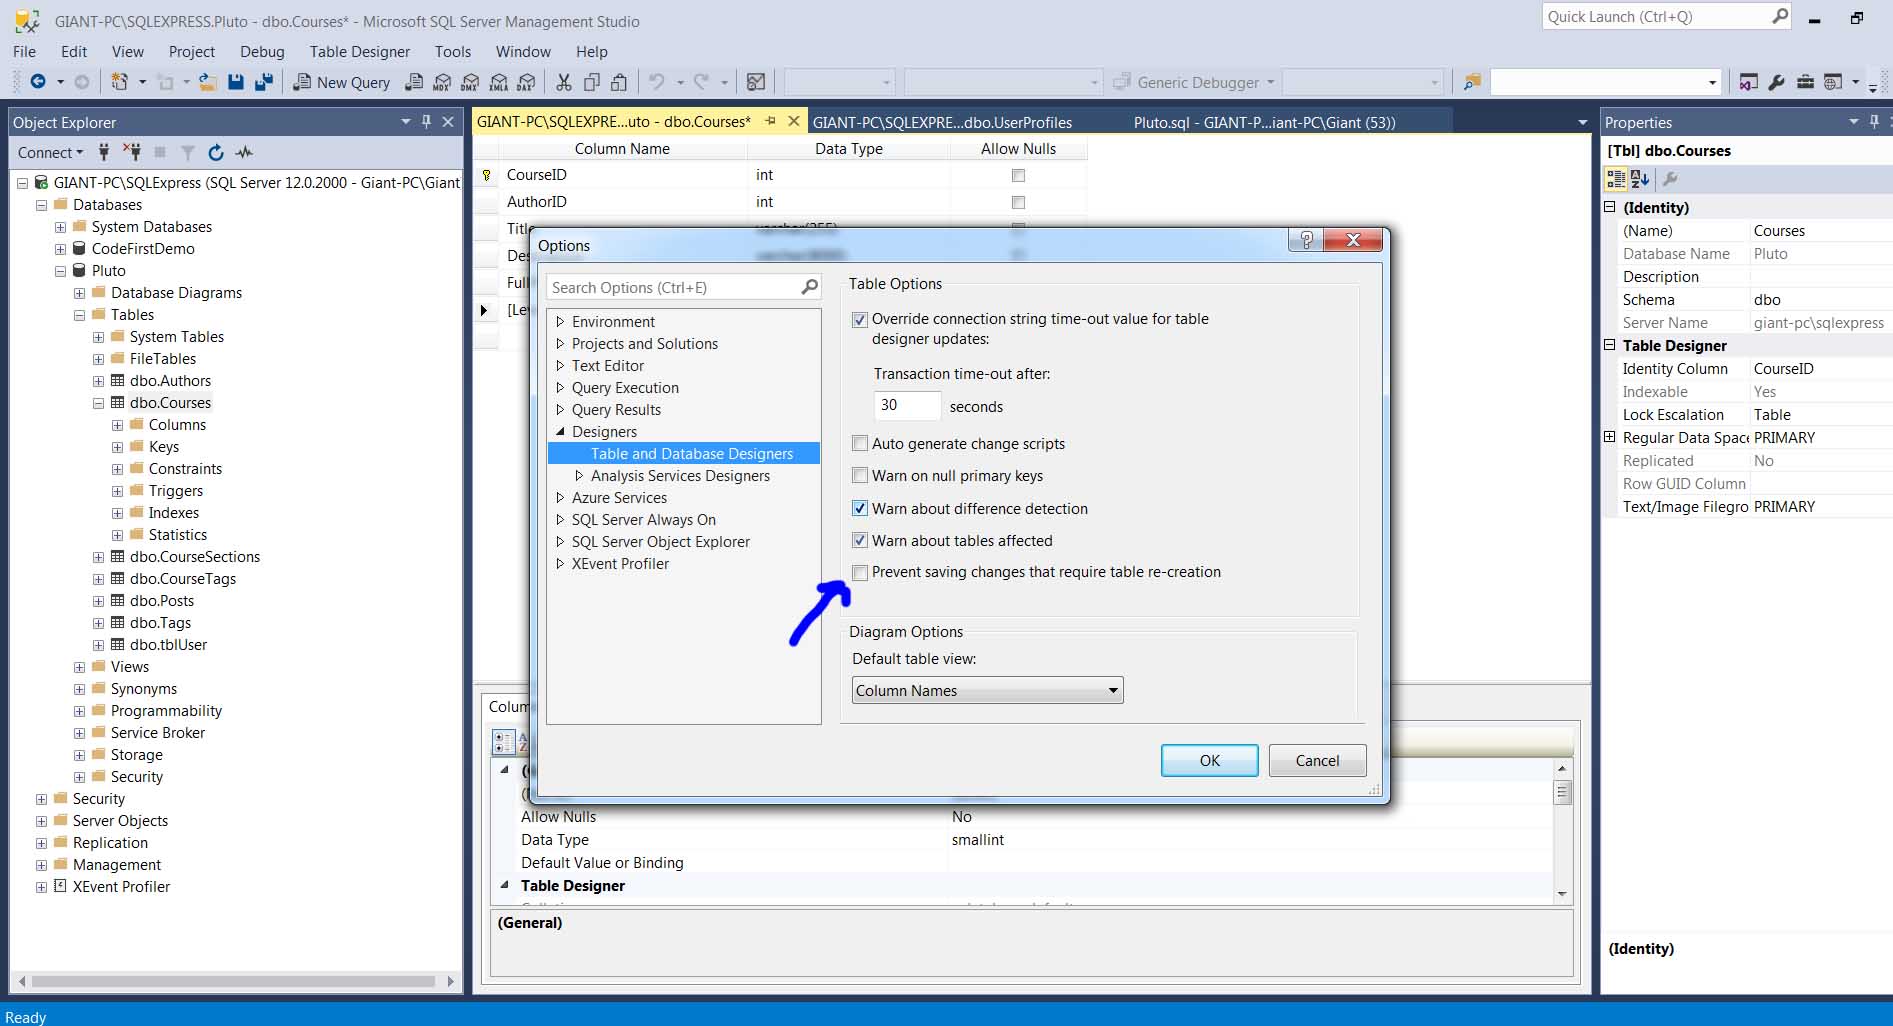 GIANT-PC\SQLEXPRESS.Pluto - dbo.Courses* - Microsoft SQL Server Management Studio
Quick Launch (Ctrl+Q)
File Edit View Project Debug Table Designer Tools Window Help
New Query MDX DMX XMLA DAX Generic Debugger
Object Explorer
Connect
GIANT-PC\SQLExpress (SQL Server 12.0.2000 - Giant-PC\Giant
Databases
System Databases
CodeFirstDemo
Pluto
Database Diagrams
Tables
System Tables
FileTables
dbo.Authors
dbo.Courses
Columns
Keys
Constraints
Triggers
Indexes
Statistics
dbo.CourseSections
dbo.CourseTags
dbo.Posts
dbo.Tags
dbo.tblUser
Views
Synonyms
Programmability
Service Broker
Storage
Security
Security
Server Objects
Replication
Management
XEvent Profiler
GIANT-PC\SQLEXPRE...uto - dbo.Courses* GIANT-PC\SQLEXPRE...dbo.UserProfiles Pluto.sql - GIANT-P...iant-PC\Giant (53))
Column Name Data Type Allow Nulls
CourseID int
AuthorID int
Title varchar(255)
Des
Full
[Lev
Options
Search Options (Ctrl+E)
Environment
Projects and Solutions
Text Editor
Query Execution
Query Results
Designers
Table and Database Designers
Analysis Services Designers
Azure Services
SQL Server Always On
SQL Server Object Explorer
XEvent Profiler
Table Options
Override connection string time-out value for table
designer updates:
Transaction time-out after:
30 seconds
Auto generate change scripts
Warn on null primary keys
Warn about difference detection
Warn about tables affected
Prevent saving changes that require table re-creation
Diagram Options
Default table view:
Column Names
OK Cancel
Colum
Allow Nulls No
Data Type smallint
Default Value or Binding
Table Designer
(General)
Properties
[Tbl] dbo.Courses
(Identity)
(Name) Courses
Database Name Pluto
Description
Schema dbo
Server Name giant-pc\sqlexpress
Table Designer
Identity Column CourseID
Indexable Yes
Lock Escalation Table
Regular Data Space PRIMARY
Replicated No
Row GUID Column
Text/Image Filegro PRIMARY
(Identity)
Ready